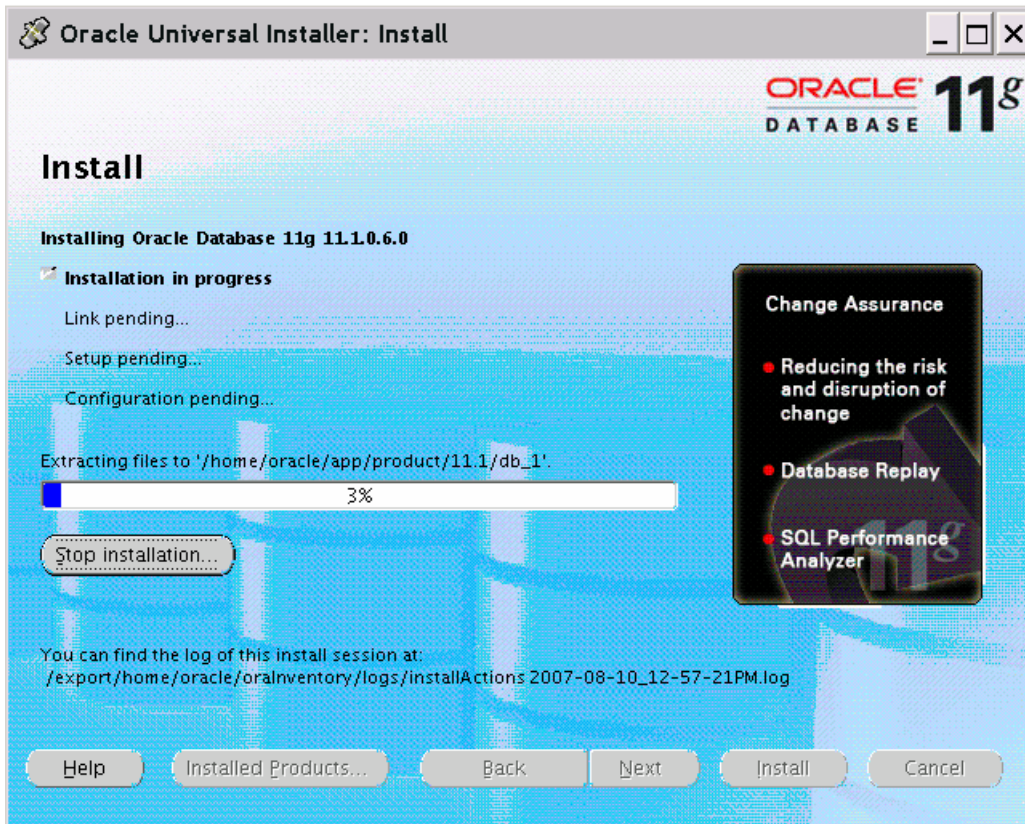 Oracle Universal Installer: Install
ORACLE 11g
DATABASE
Install
Installing Oracle Database 11g 11.1.0.6.0
Installation in progress
Link pending...
Setup pending...
Configuration pending...
Extracting files to '/home/oracle/app/product/11.1/db_1'.
3%
Stop installation...
Change Assurance
Reducing the risk
and disruption of
change
Database Replay
SQL Performance
Analyzer
11g
You can find the log of this install session at:
/export/home/oracle/oraInventory/logs/installActions2007-08-10_12-57-21PM.log
Help Installed Products... Back Next Install Cancel